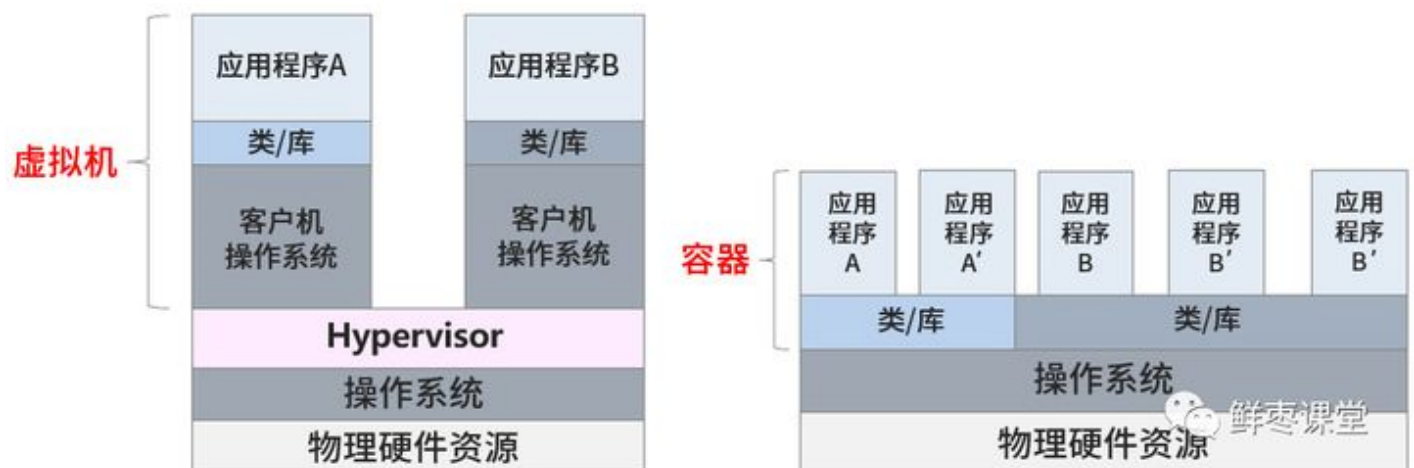 应用程序A
应用程序B
类/库
类/库
虚拟机
客户机
操作系统
客户机
操作系统
Hypervisor
操作系统
物理硬件资源
容器
应用
程序
A
应用
程序
A'
应用
程序
B
应用
程序
B'
应用
程序
B'
类/库
类/库
操作系统
物理硬件资源
鲜枣课堂